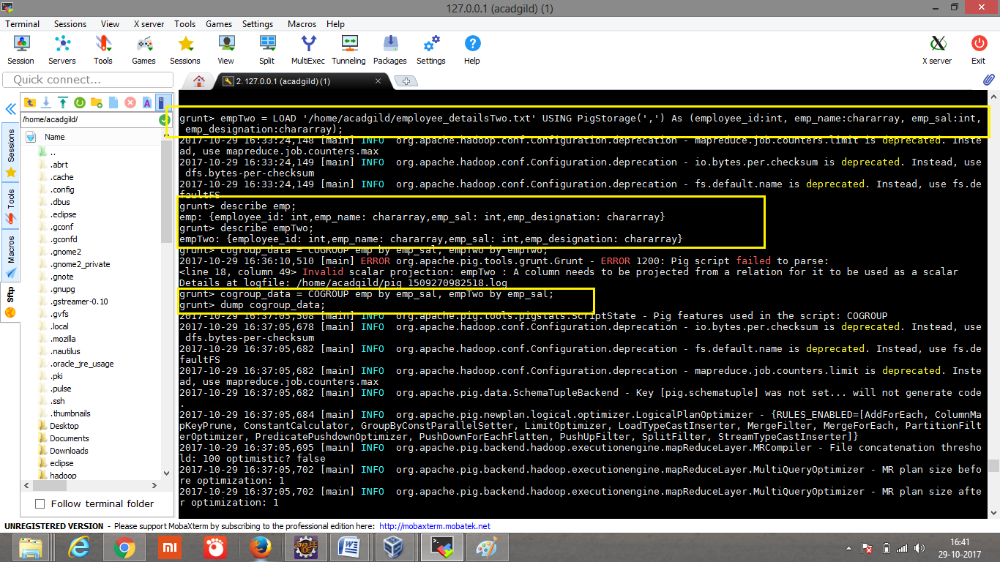 127.0.0.1 (acadgild) (1)
Terminal Sessions View X server Tools Games Settings Macros Help
Session Servers Tools Games Sessions View Split MultiExec Tunneling Packages Settings Help X server Exit
Quick connect...
2. 127.0.0.1 (acadgild) (1)
/home/acadgild/
Name
..
.abrt
.cache
.config
.dbus
.eclipse
.gconf
.gconfd
.gnome2
.gnome2_private
.gnote
.gnupg
.gstreamer-0.10
.gvfs
.local
.mozilla
.nautilus
.oracle_jre_usage
.pki
.pulse
.ssh
.thumbnails
Desktop
Documents
Downloads
eclipse
hadoop
Follow terminal folder
Sessions
Tools
Macros
Sftp
grunt> empTwo = LOAD '/home/acadgild/employee_detailsTwo.txt' USING PigStorage(',') As (employee_id:int, emp_name:chararray, emp_sal:int,
emp_designation:chararray);
2017-10-29 16:33:24,148 [main] INFO org.apache.hadoop.conf.Configuration.deprecation - mapreduce.job.counters.limit is deprecated. Inste
ad, use mapreduce.job.counters.max
2017-10-29 16:33:24,149 [main] INFO org.apache.hadoop.conf.Configuration.deprecation - io.bytes.per.checksum is deprecated. Instead, use
dfs.bytes-per-checksum
2017-10-29 16:33:24,149 [main] INFO org.apache.hadoop.conf.Configuration.deprecation - fs.default.name is deprecated. Instead, use fs.de
faultFS
grunt> describe emp;
emp: {employee_id: int,emp_name: chararray,emp_sal: int,emp_designation: chararray}
grunt> describe empTwo;
empTwo: {employee_id: int,emp_name: chararray,emp_sal: int,emp_designation: chararray}
grunt> cogroup_data = COGROUP emp by emp_sal, empTwo by empTwo;
2017-10-29 16:36:10,510 [main] ERROR org.apache.pig.tools.grunt.Grunt - ERROR 1200: Pig script failed to parse:
<line 18, column 49> Invalid scalar projection: empTwo : A column needs to be projected from a relation for it to be used as a scalar
Details at logfile: /home/acadgild/pig_1509270982518.log
grunt> cogroup_data = COGROUP emp by emp_sal, empTwo by emp_sal;
grunt> dump cogroup_data;
2017-10-29 16:37:05,508 [main] INFO org.apache.pig.tools.pigstats.ScriptState - Pig features used in the script: COGROUP
2017-10-29 16:37:05,678 [main] INFO org.apache.hadoop.conf.Configuration.deprecation - io.bytes.per.checksum is deprecated. Instead, use
dfs.bytes-per-checksum
2017-10-29 16:37:05,682 [main] INFO org.apache.hadoop.conf.Configuration.deprecation - fs.default.name is deprecated. Instead, use fs.de
faultFS
2017-10-29 16:37:05,682 [main] INFO org.apache.hadoop.conf.Configuration.deprecation - mapreduce.job.counters.limit is deprecated. Inste
ad, use mapreduce.job.counters.max
2017-10-29 16:37:05,682 [main] INFO org.apache.pig.data.SchemaTupleBackend - Key [pig.schematuple] was not set... will not generate code
.
2017-10-29 16:37:05,684 [main] INFO org.apache.pig.newplan.logical.optimizer.LogicalPlanOptimizer - {RULES_ENABLED=[AddForEach, ColumnMa
pKeyPrune, ConstantCalculator, GroupByConstParallelSetter, LimitOptimizer, LoadTypeCastInserter, MergeFilter, MergeForEach, PartitionFilt
erOptimizer, PredicatePushdownOptimizer, PushDownForEachFlatten, PushUpFilter, SplitFilter, StreamTypeCastInserter]}
2017-10-29 16:37:05,695 [main] INFO org.apache.pig.backend.hadoop.executionengine.mapReduceLayer.MRCompiler - File concatenation thresho
ld: 100 optimistic? false
2017-10-29 16:37:05,702 [main] INFO org.apache.pig.backend.hadoop.executionengine.mapReduceLayer.MultiQueryOptimizer - MR plan size befo
re optimization: 1
2017-10-29 16:37:05,702 [main] INFO org.apache.pig.backend.hadoop.executionengine.mapReduceLayer.MultiQueryOptimizer - MR plan size afte
r optimization: 1
UNREGISTERED VERSION - Please support MobaXterm by subscribing to the professional edition here: http://mobaxterm.mobatek.net
mi
Java EE
IDE
16:41
29-10-2017